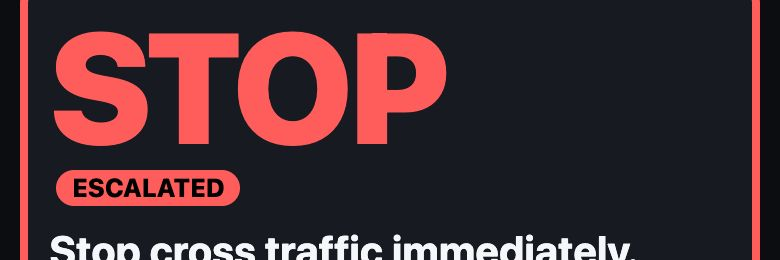 STOP
ESCALATED
Stop cross traffic immediately.